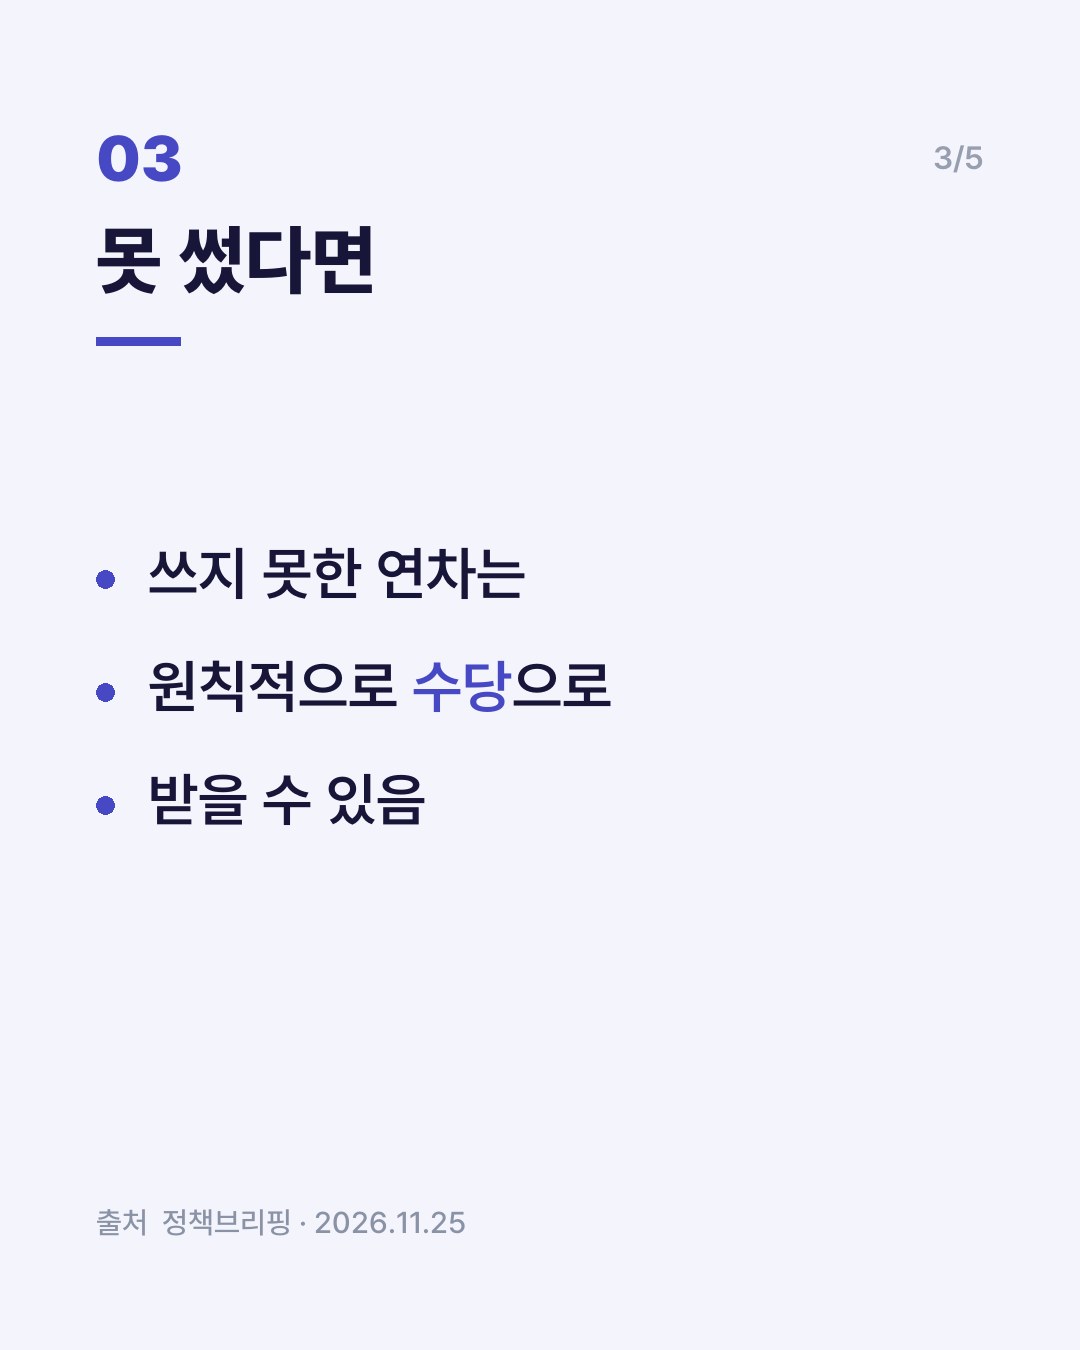 03
3/5
못 썼다면
쓰지 못한 연차는
원칙적으로 수당으로
받을 수 있음
출처 정책브리핑 · 2026.11.25